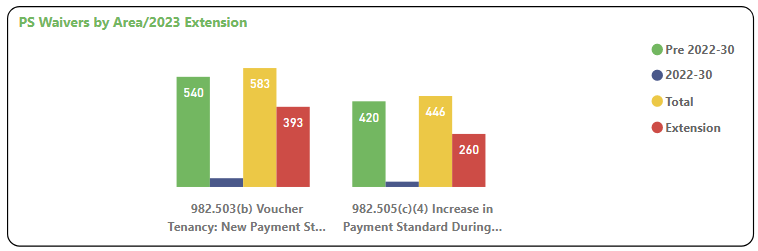 PS Waivers by Area/2023 Extension
540
583
393
420
446
260
982.503(b) Voucher
Tenancy: New Payment St...
982.505(c)(4) Increase in
Payment Standard During...
Pre 2022-30
2022-30
Total
Extension